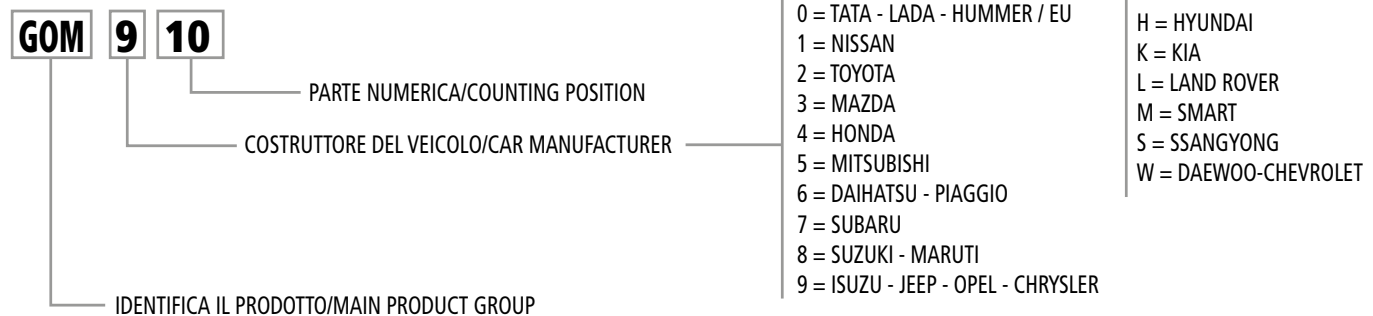 GOM 9 10
PARTE NUMERICA/COUNTING POSITION
COSTRUTTORE DEL VEICOLO/CAR MANUFACTURER
IDENTIFICA IL PRODOTTO/MAIN PRODUCT GROUP
0 = TATA - LADA - HUMMER / EU
1 = NISSAN
2 = TOYOTA
3 = MAZDA
4 = HONDA
5 = MITSUBISHI
6 = DAIHATSU - PIAGGIO
7 = SUBARU
8 = SUZUKI - MARUTI
9 = ISUZU - JEEP - OPEL - CHRYSLER
H = HYUNDAI
K = KIA
L = LAND ROVER
M = SMART
S = SSANGYONG
W = DAEWOO-CHEVROLET